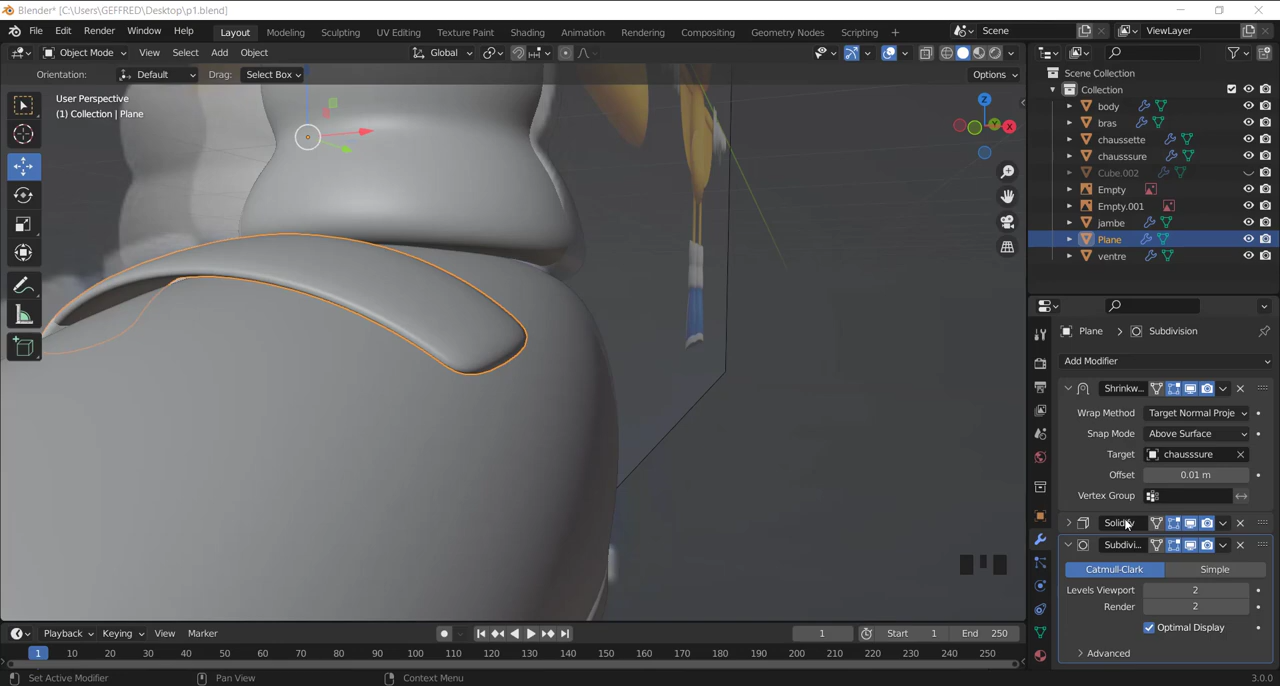 Blender* [C:\Users\GEFFRED\Desktop\p1.blend]
File Edit Render Window Help Layout Modeling Sculpting UV Editing Texture Paint Shading Animation Rendering Compositing Geometry Nodes Scripting + Scene ViewLayer
Object Mode View Select Add Object Global
Orientation: Default Drag: Select Box Options
User Perspective
(1) Collection | Plane
Z
Y
X
Scene Collection
Collection
body
bras
chaussette
chausssure
Cube.002
Empty
Empty.001
jambe
Plane
ventre
Plane > Subdivision
Add Modifier
Shrinkw...
Wrap Method Target Normal Proje
Snap Mode Above Surface
Target chausssure
Offset 0.01 m
Vertex Group
Solidify
Subdivi...
Catmull-Clark Simple
Levels Viewport 2
Render 2
Optimal Display
Advanced
Playback Keying View Marker 1 Start 1 End 250
1 10 20 30 40 50 60 70 80 90 100 110 120 130 140 150 160 170 180 190 200 210 220 230 240 250
Set Active Modifier Pan View Context Menu 3.0.0